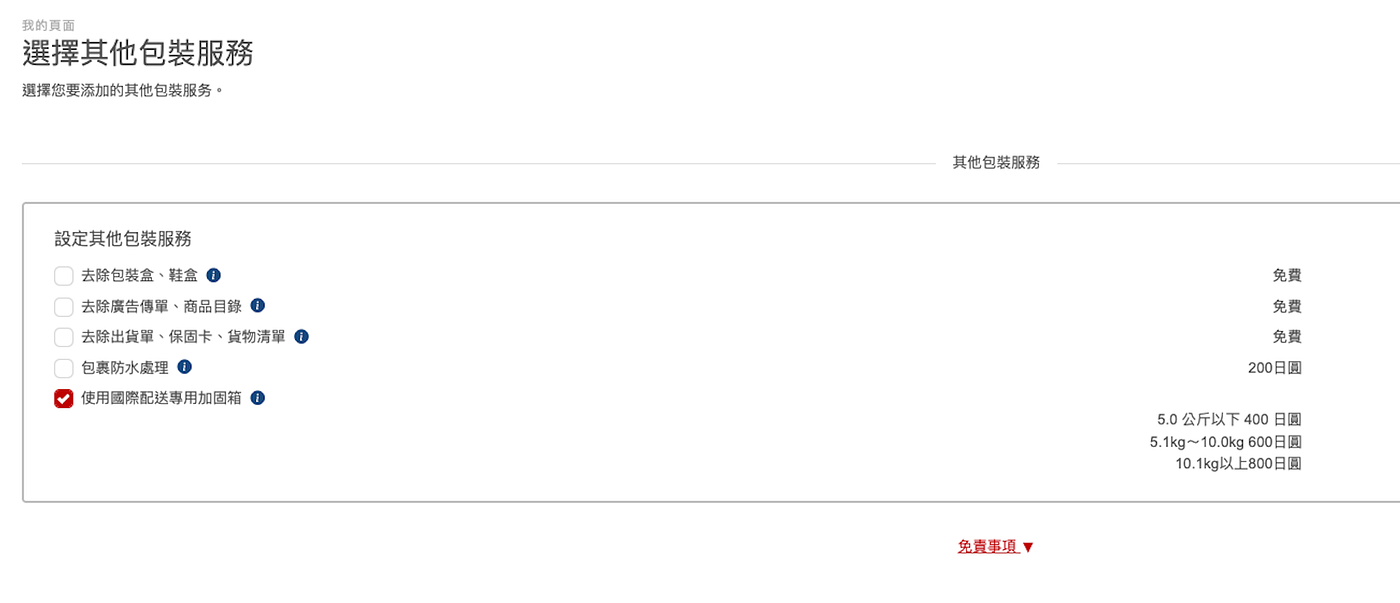 我的頁面
選擇其他包裝服務
選擇您要添加的其他包裝服务。
其他包裝服務
設定其他包裝服務
去除包裝盒、鞋盒 i 免費
去除廣告傳單、商品目錄 i 免費
去除出貨單、保固卡、貨物清單 i 免費
包裹防水處理 i 200日圓
使用國際配送專用加固箱 i
5.0 公斤以下 400 日圓
5.1kg～10.0kg 600日圓
10.1kg以上800日圓
免責事項 ▼